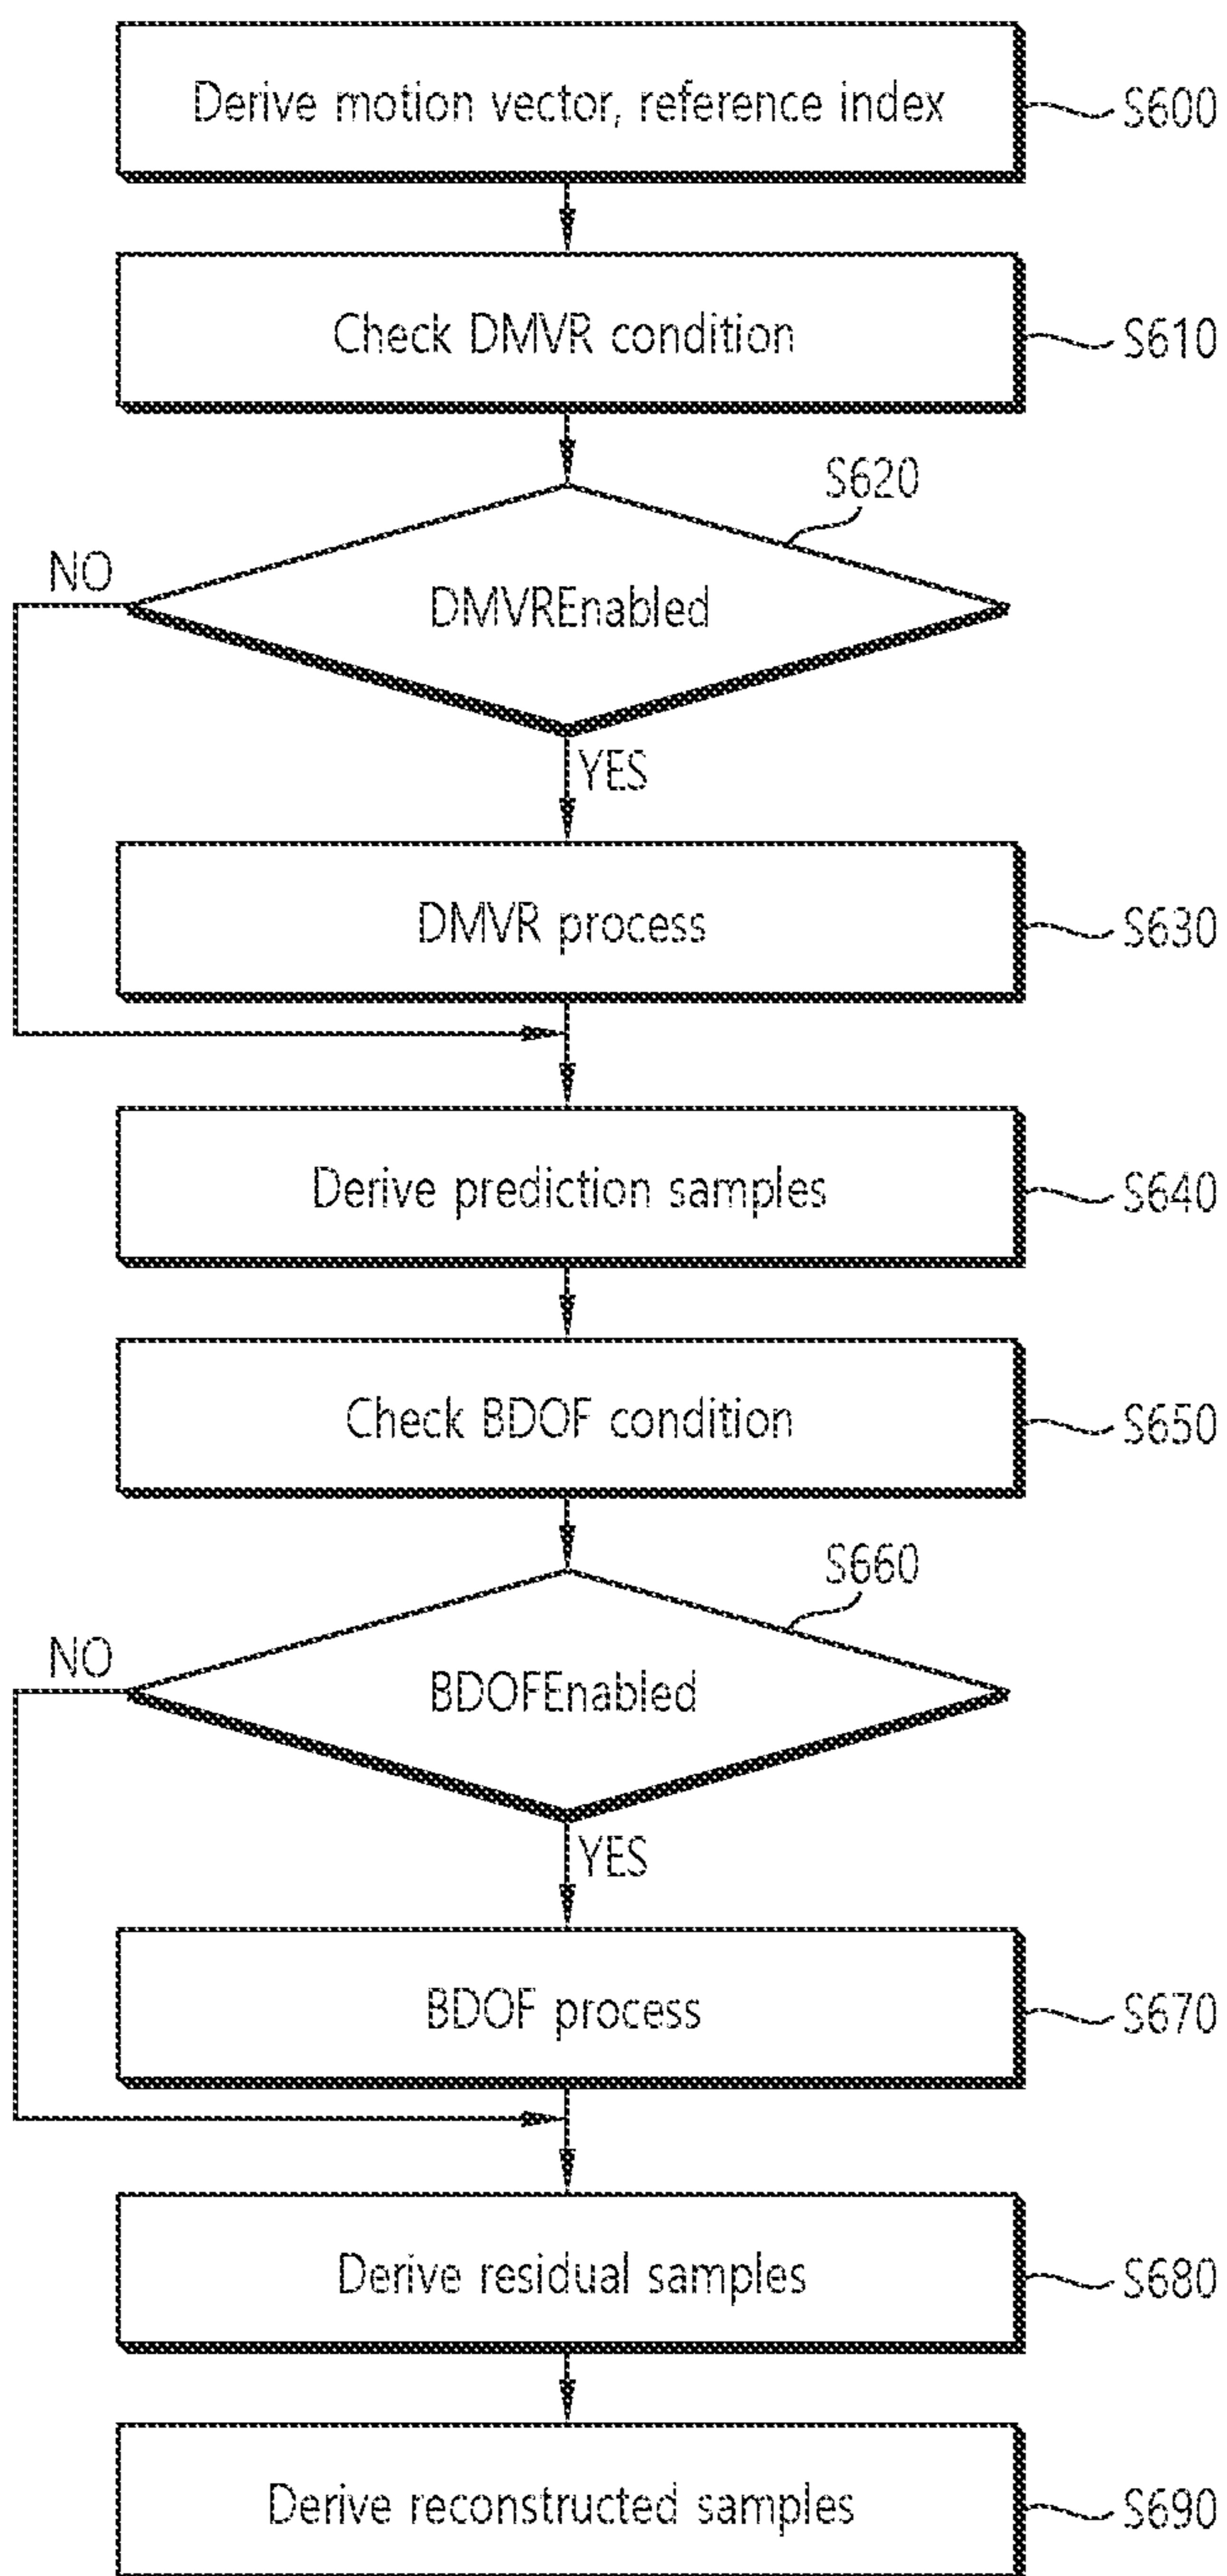 Derive motion vector, reference index
S600
Check DMVR condition
S610
S620
NO
DMVREnabled
YES
DMVR process
S630
Derive prediction samples
S640
Check BDOF condition
S650
S660
NO
BDOFEnabled
YES
BDOF process
S670
Derive residual samples
S680
Derive reconstructed samples
S690